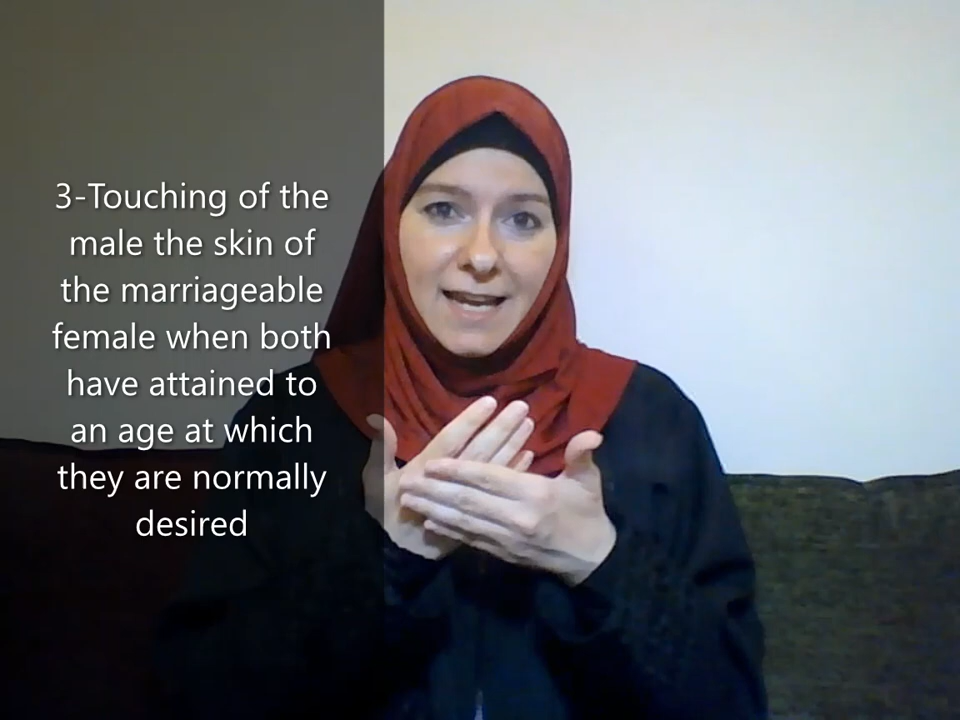 3-Touching of the
male the skin of
the marriageable
female when both
have attained to
an age at which
they are normally
desired